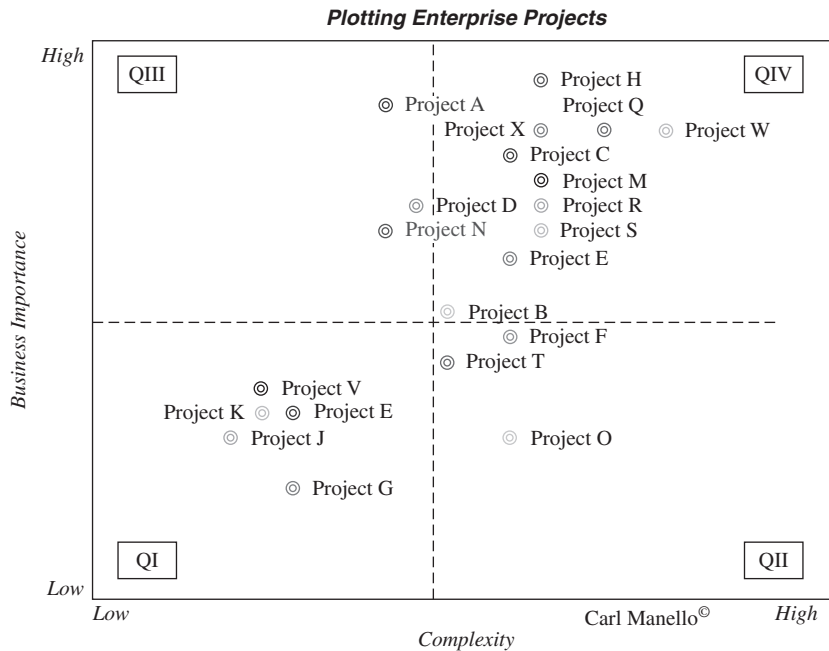 Plotting Enterprise Projects
High
QIII
QIV
Project H
Project A
Project Q
Project X
Project W
Project C
Project M
Project D
Project R
Project N
Project S
Project E
Business Importance
Project B
Project F
Project T
Project V
Project K
Project E
Project J
Project O
Project G
QI
QII
Low
Low
Carl Manello©
High
Complexity